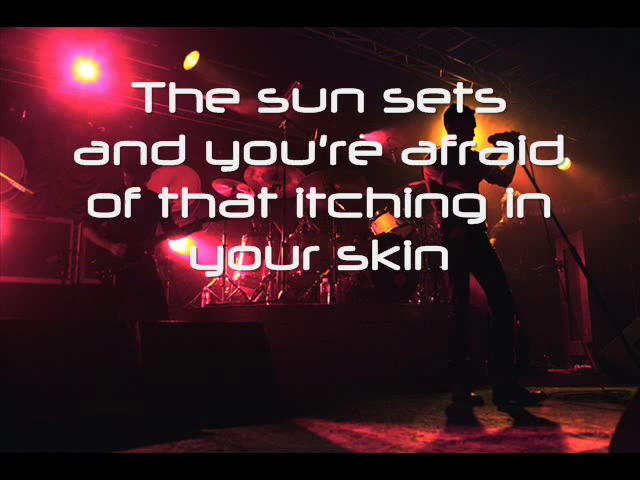 The sun sets
and you're afraid
of that itching in
your skin